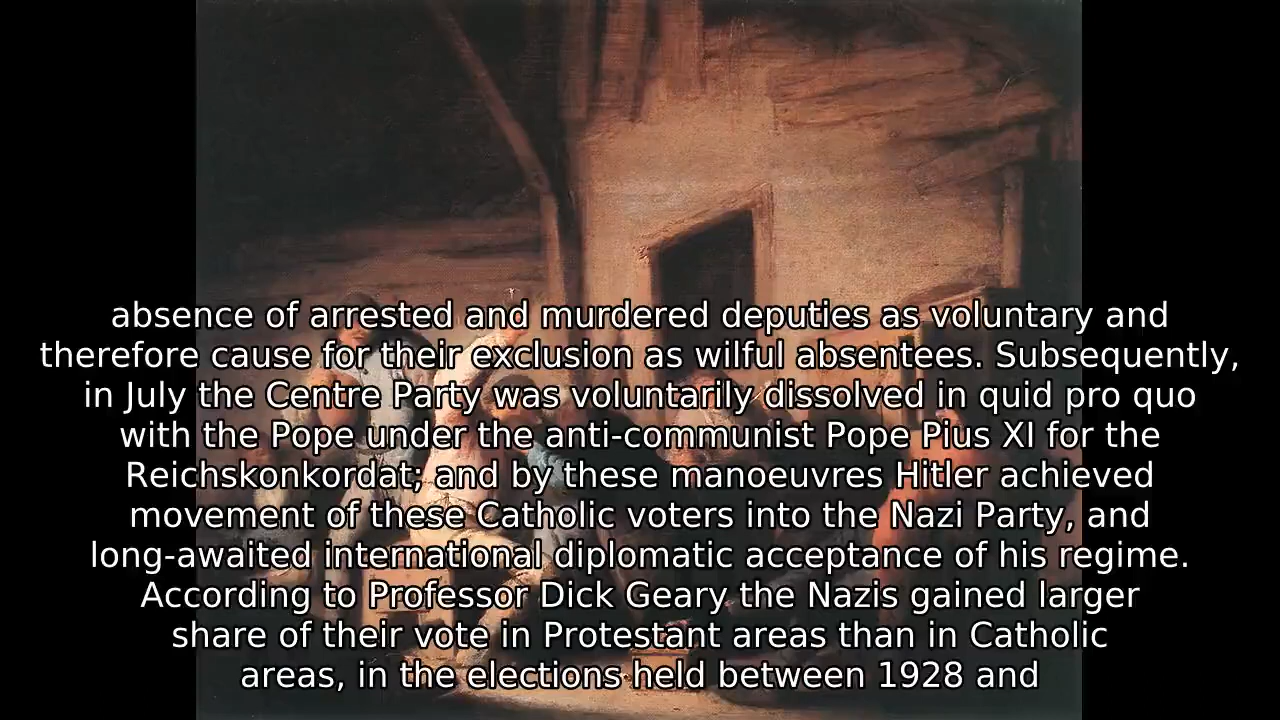 absence of arrested and murdered deputies as voluntary and
therefore cause for their exclusion as wilful absentees. Subsequently,
in July the Centre Party was voluntarily dissolved in quid pro quo
with the Pope under the anti-communist Pope Pius XI for the
Reichskonkordat; and by these manoeuvres Hitler achieved
movement of these Catholic voters into the Nazi Party, and
long-awaited international diplomatic acceptance of his regime.
According to Professor Dick Geary the Nazis gained larger
share of their vote in Protestant areas than in Catholic
areas, in the elections held between 1928 and